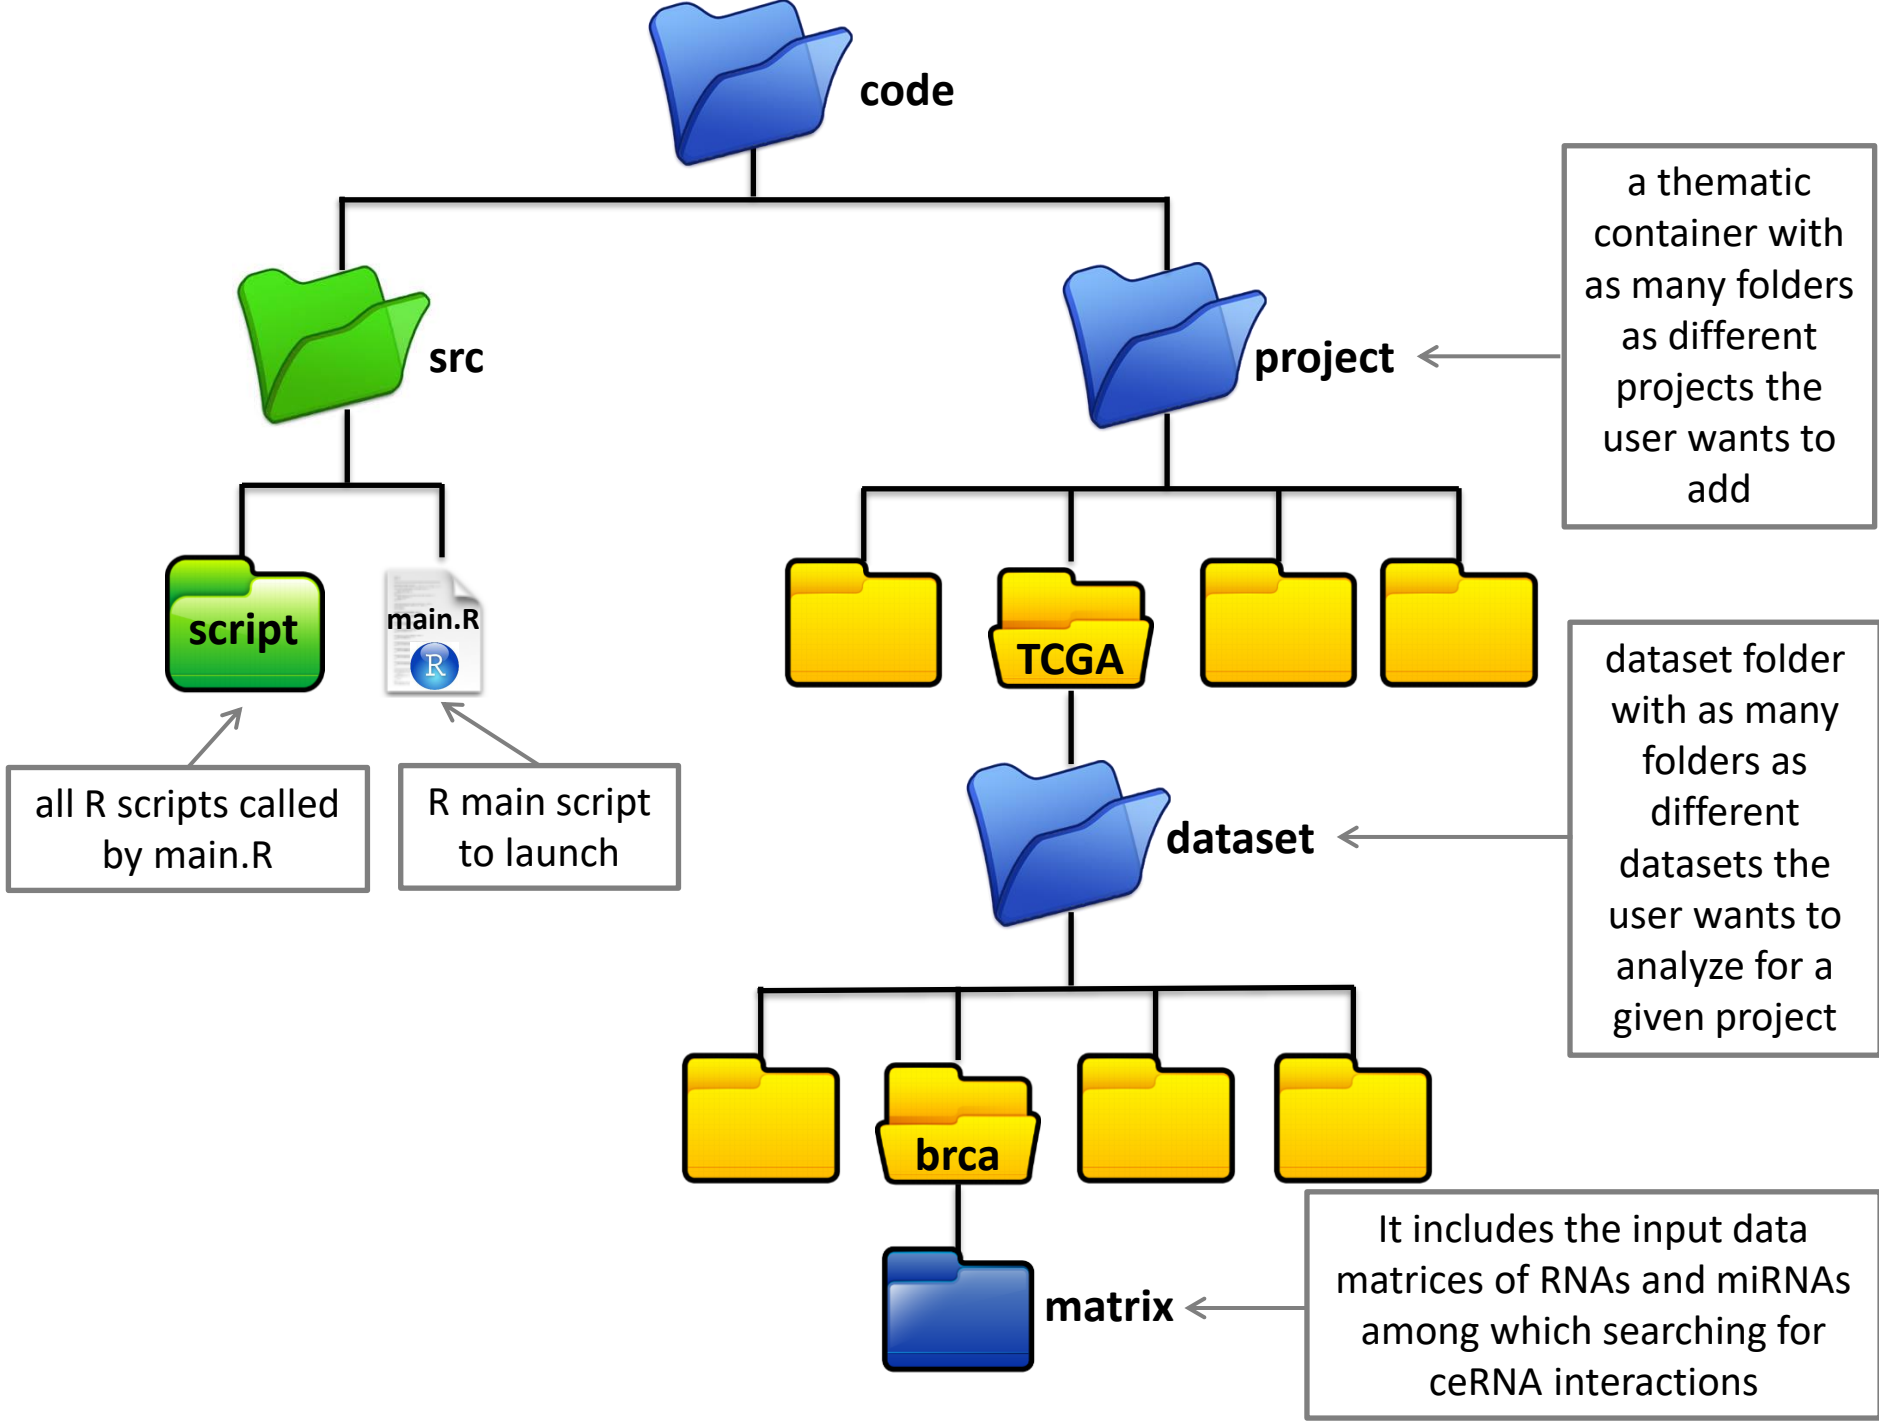 code
a thematic
container with
as many folders
as different
projects the
user wants to
add
src
project
script
main.R
R
TCGA
all R scripts called
by main.R
R main script
to launch
dataset
dataset folder
with as many
folders as
different
datasets the
user wants to
analyze for a
given project
brca
matrix
It includes the input data
matrices of RNAs and miRNAs
among which searching for
ceRNA interactions